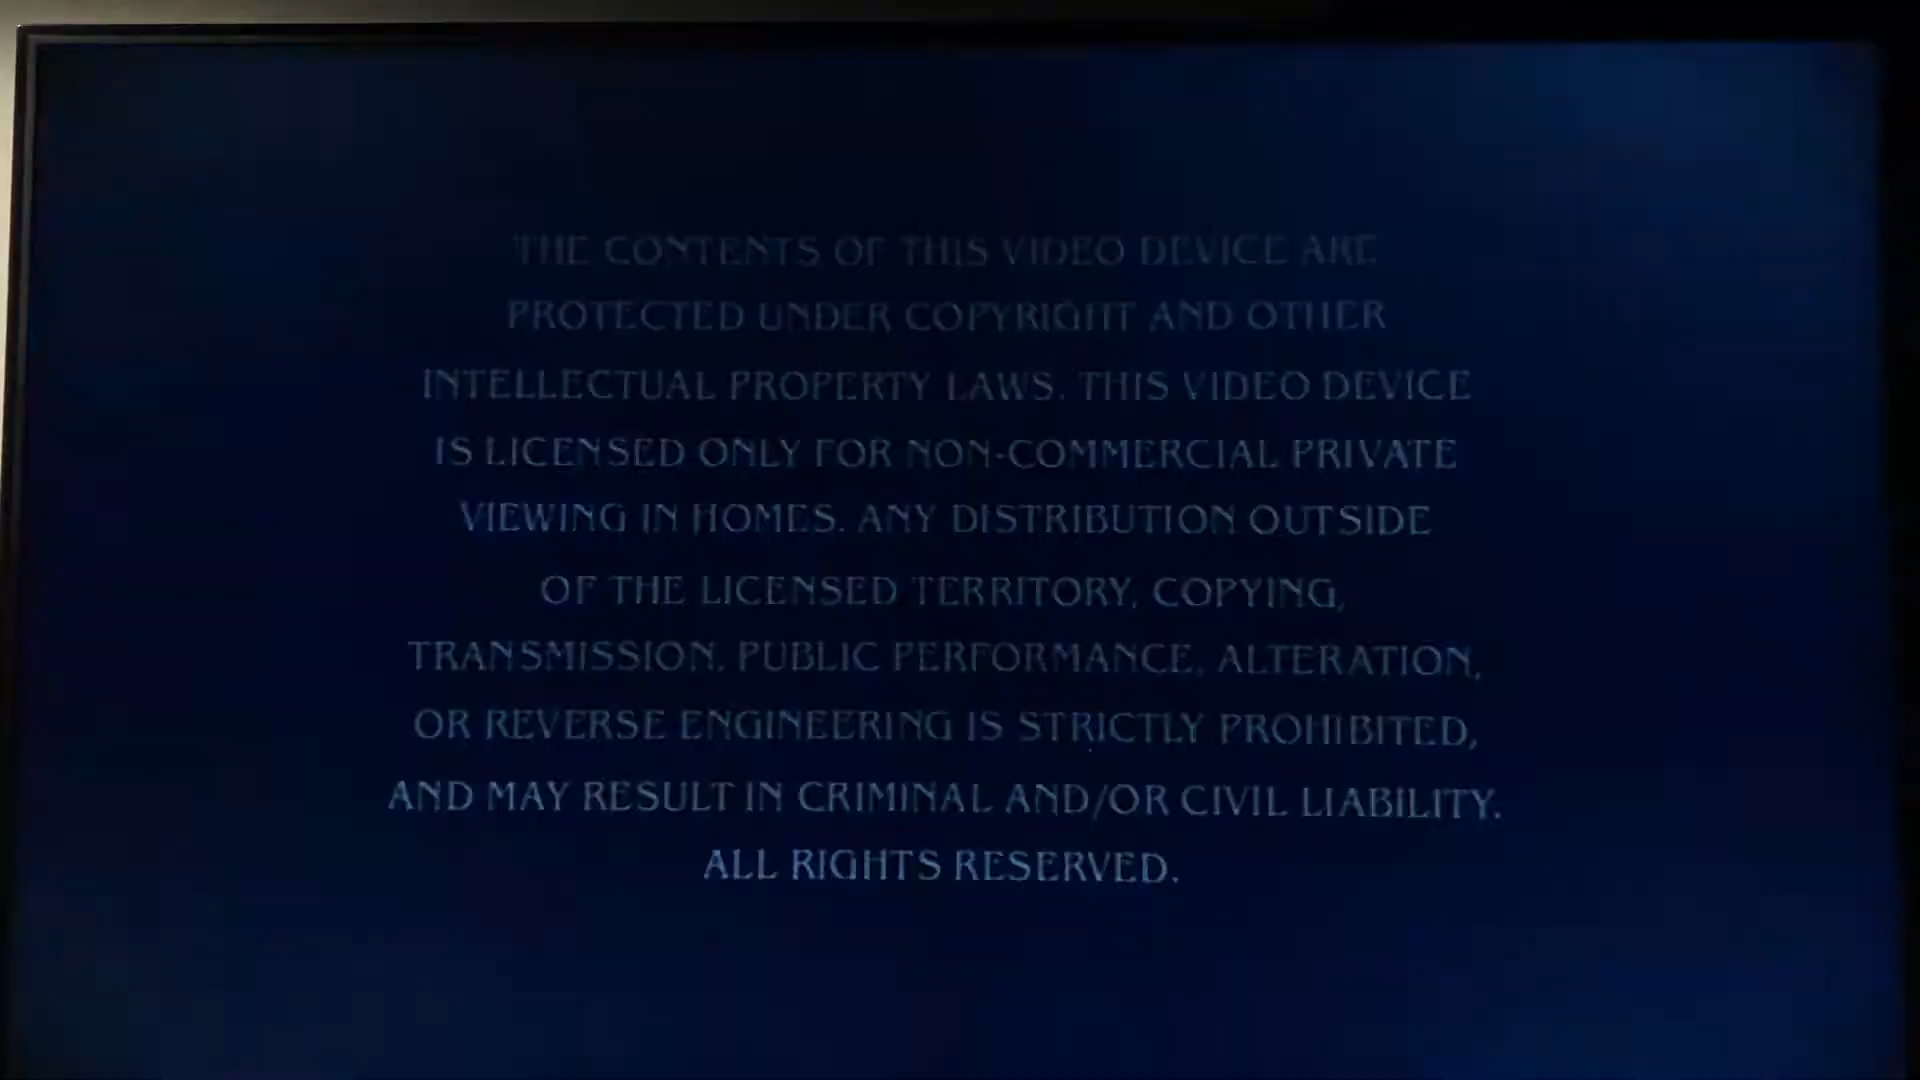 THE CONTENTS OF THIS VIDEO DEVICE ARE
PROTECTED UNDER COPYRIGHT AND OTHER
INTELLECTUAL PROPERTY LAWS. THIS VIDEO DEVICE
IS LICENSED ONLY FOR NON-COMMERCIAL PRIVATE
VIEWING IN HOMES. ANY DISTRIBUTION OUTSIDE
OF THE LICENSED TERRITORY, COPYING,
TRANSMISSION, PUBLIC PERFORMANCE, ALTERATION,
OR REVERSE ENGINEERING IS STRICTLY PROHIBITED,
AND MAY RESULT IN CRIMINAL AND/OR CIVIL LIABILITY.
ALL RIGHTS RESERVED.